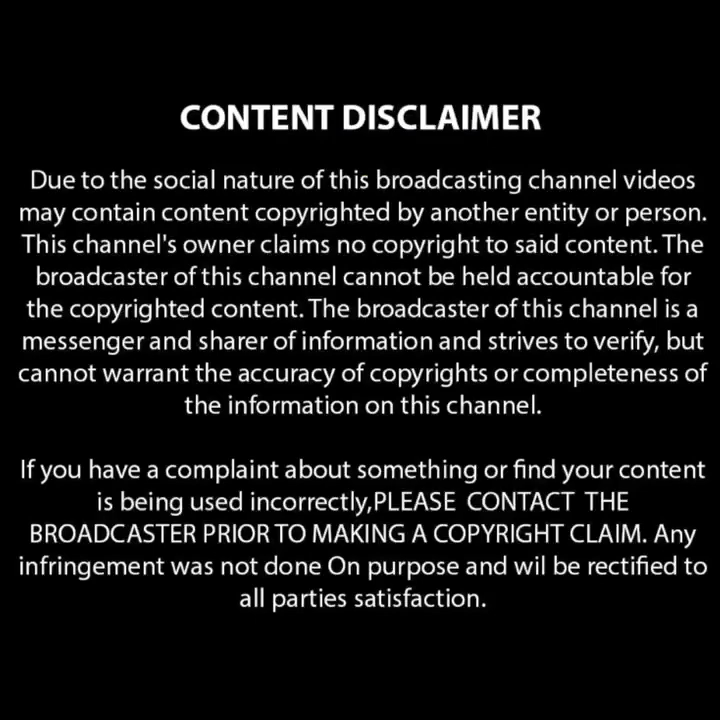 CONTENT DISCLAIMER
Due to the social nature of this broadcasting channel videos
may contain content copyrighted by another entity or person.
This channel's owner claims no copyright to said content. The
broadcaster of this channel cannot be held accountable for
the copyrighted content. The broadcaster of this channel is a
messenger and sharer of information and strives to verify, but
cannot warrant the accuracy of copyrights or completeness of
the information on this channel.
If you have a complaint about something or find your content
is being used incorrectly,PLEASE CONTACT THE
BROADCASTER PRIOR TO MAKING A COPYRIGHT CLAIM. Any
infringement was not done On purpose and wil be rectified to
all parties satisfaction.